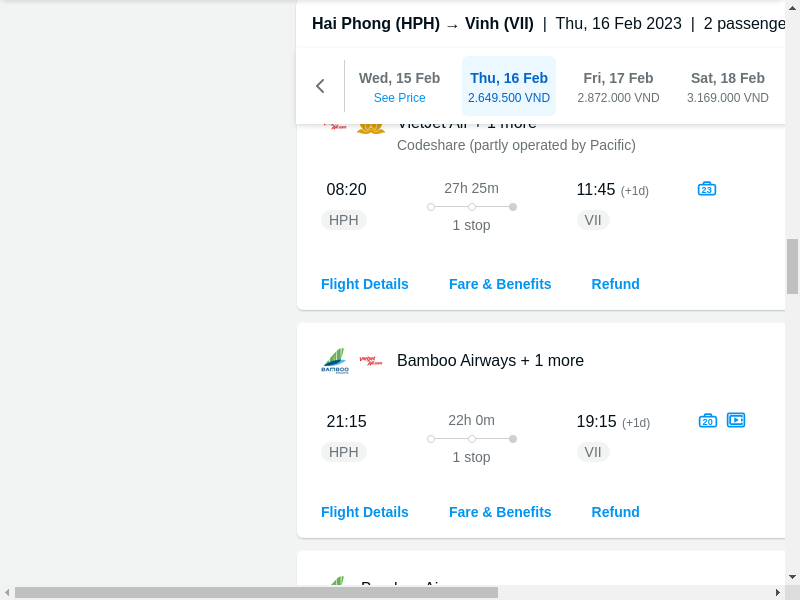 Hai Phong (HPH) → Vinh (VII) | Thu, 16 Feb 2023 | 2 passenge
Wed, 15 Feb
See Price
Thu, 16 Feb
2.649.500 VND
Fri, 17 Feb
2.872.000 VND
Sat, 18 Feb
3.169.000 VND
VietJet Air + 1 more
Codeshare (partly operated by Pacific)
08:20
HPH
27h 25m
1 stop
11:45 (+1d)
VII
23
Flight Details Fare & Benefits Refund
BAMBOO
vietjet Air.com
Bamboo Airways + 1 more
21:15
HPH
22h 0m
1 stop
19:15 (+1d)
VII
20
Flight Details Fare & Benefits Refund